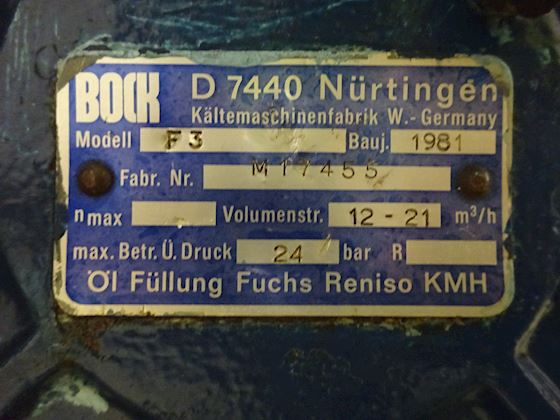 BOCK D 7440 Nürtingen
Kältemaschinenfabrik W.- Germany
Modell F3 Bauj. 1981
Fabr. Nr. M17455
n max Volumenstr. 12 - 21 m³/h
max. Betr. Ü. Druck 24 bar R
Öl Füllung Fuchs Reniso KMH